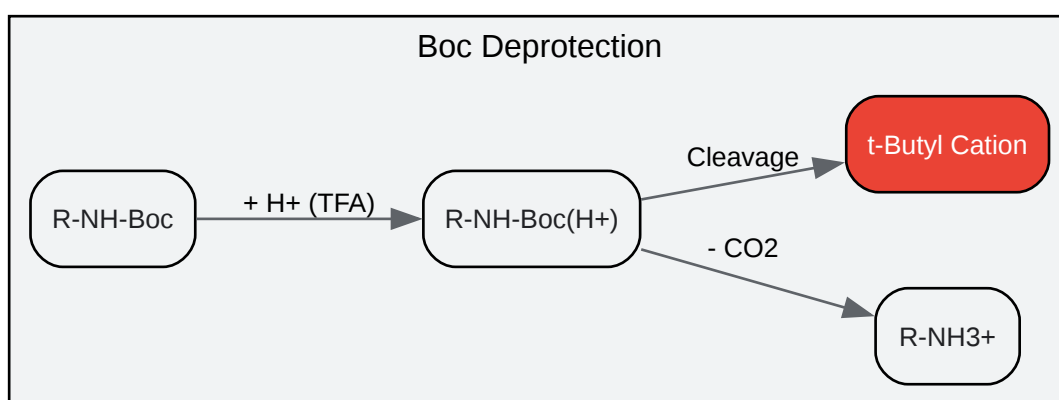 Boc Deprotection
R-NH-Boc
+ H+ (TFA)
R-NH-Boc(H+)
Cleavage
t-Butyl Cation
- CO2
R-NH3+